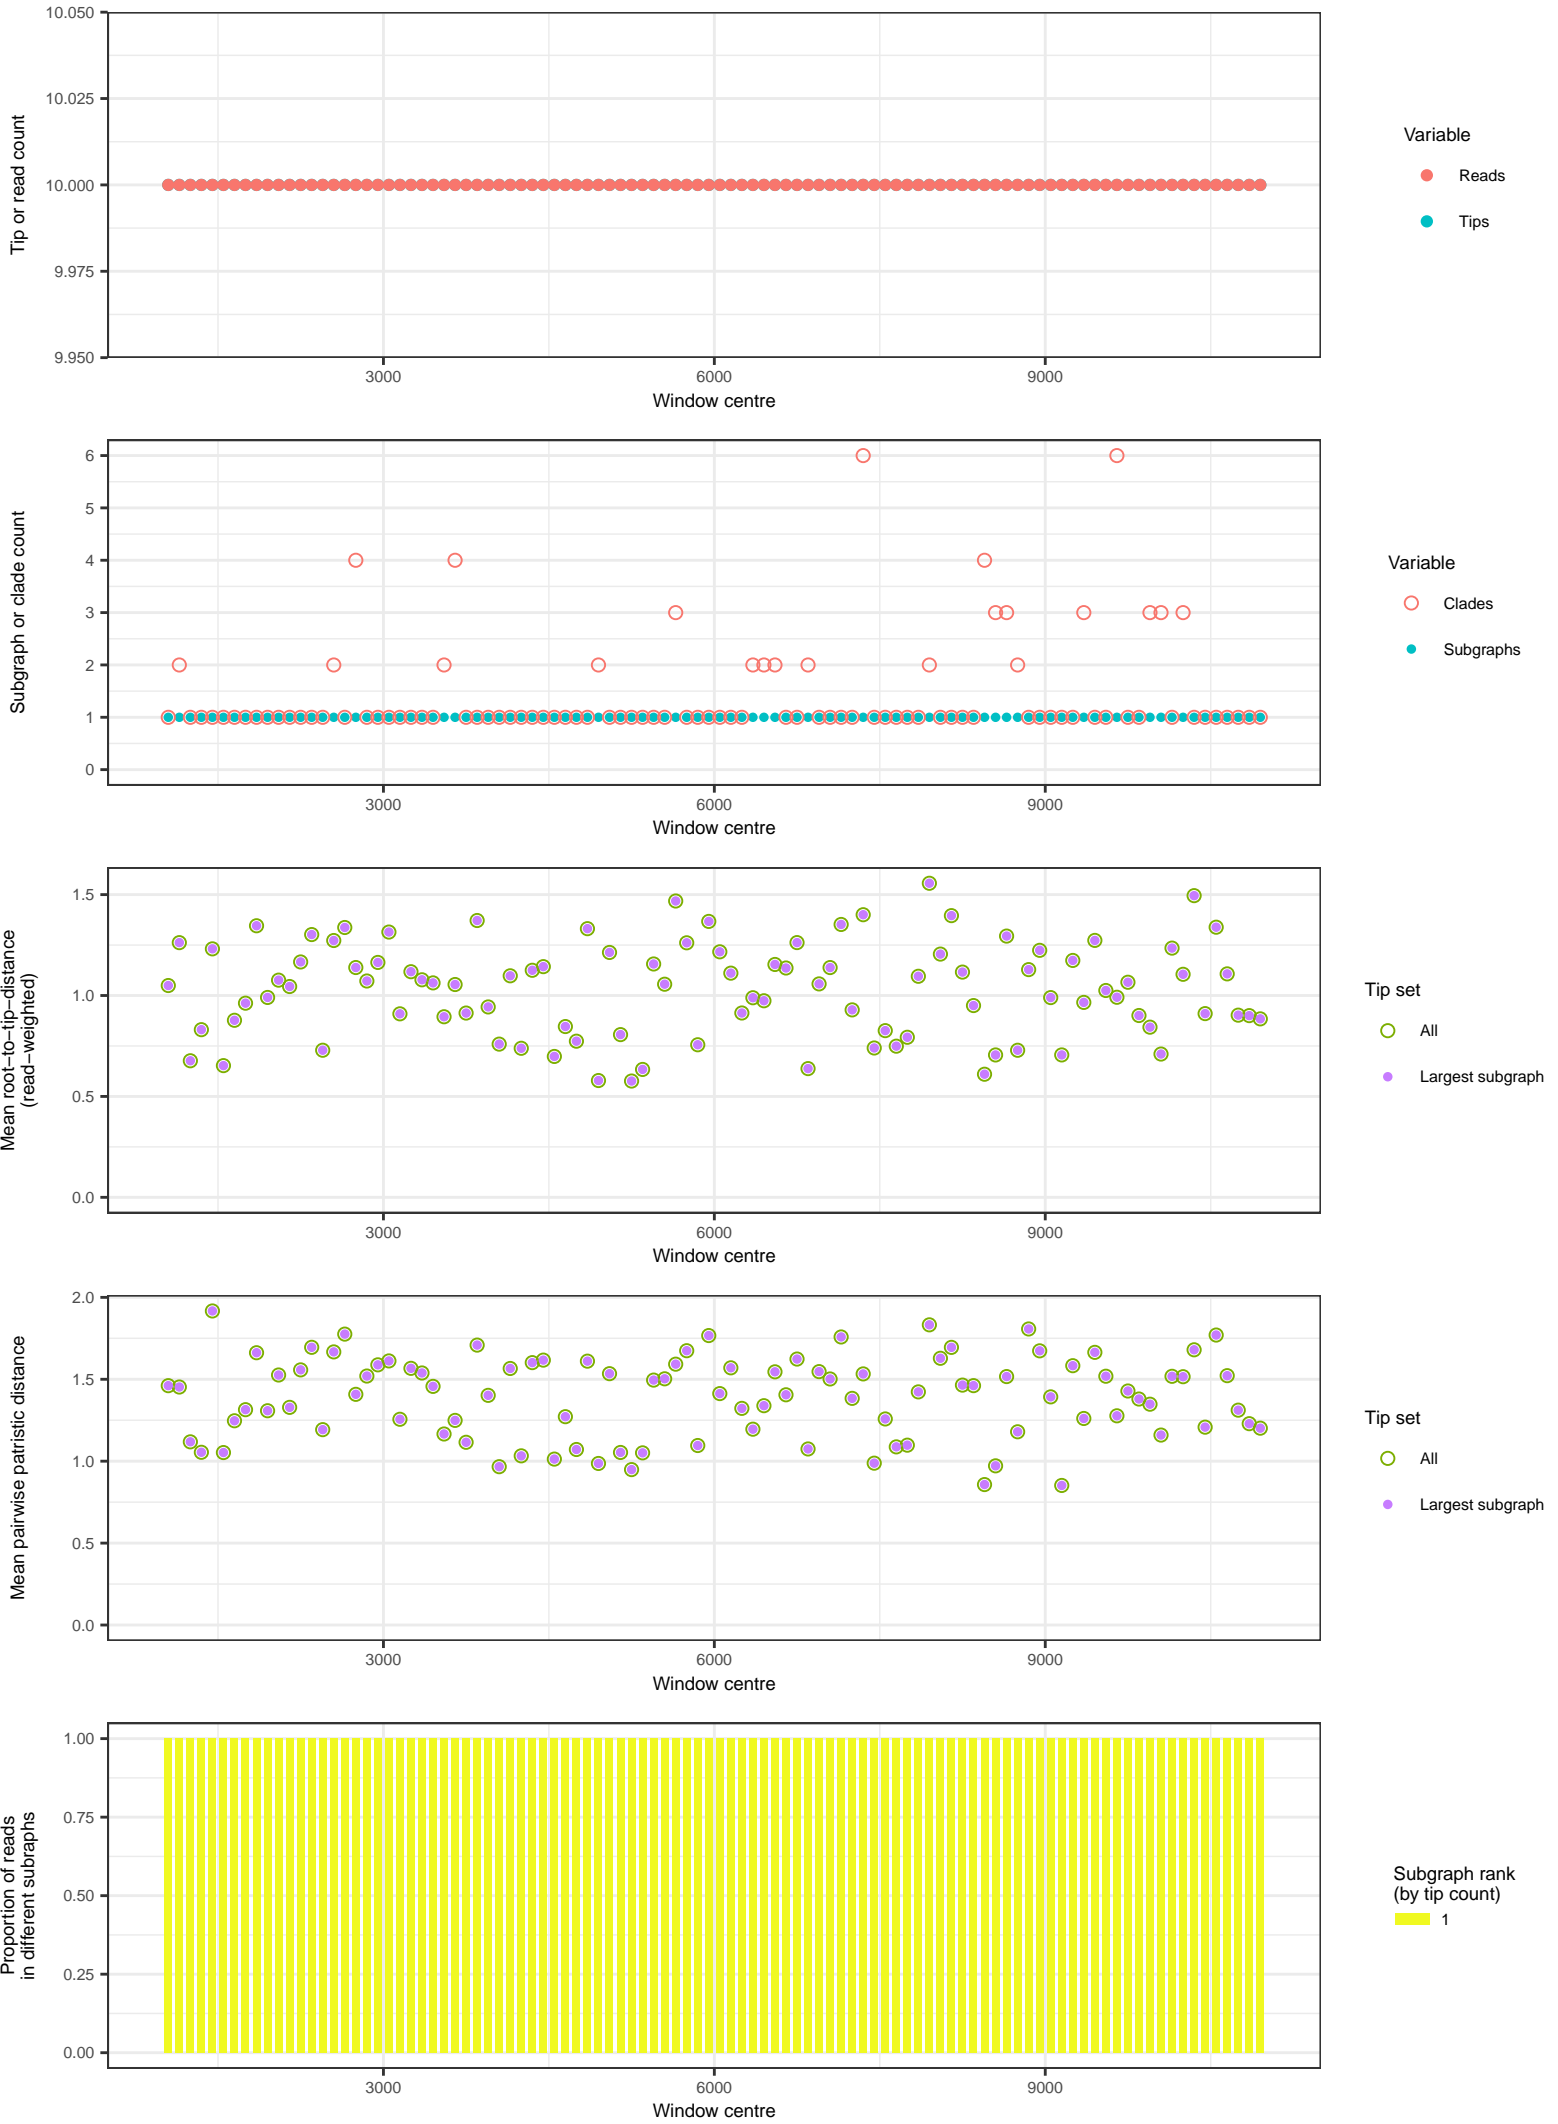 10.050
10.025
10.000
9.975
9.950
Tip or read count
3000
6000
9000
Window centre
Variable
Reads
Tips
6
5
4
3
2
1
0
Subgraph or clade count
3000
6000
9000
Window centre
Variable
Clades
Subgraphs
1.5
1.0
0.5
0.0
Mean root−to−tip−distance
(read−weighted)
3000
6000
9000
Window centre
Tip set
All
Largest subgraph
2.0
1.5
1.0
0.5
0.0
Mean pairwise patristic distance
3000
6000
9000
Window centre
Tip set
All
Largest subgraph
1.00
0.75
0.50
0.25
0.00
Proportion of reads
in different subraphs
3000
6000
9000
Window centre
Subgraph rank
(by tip count)
1